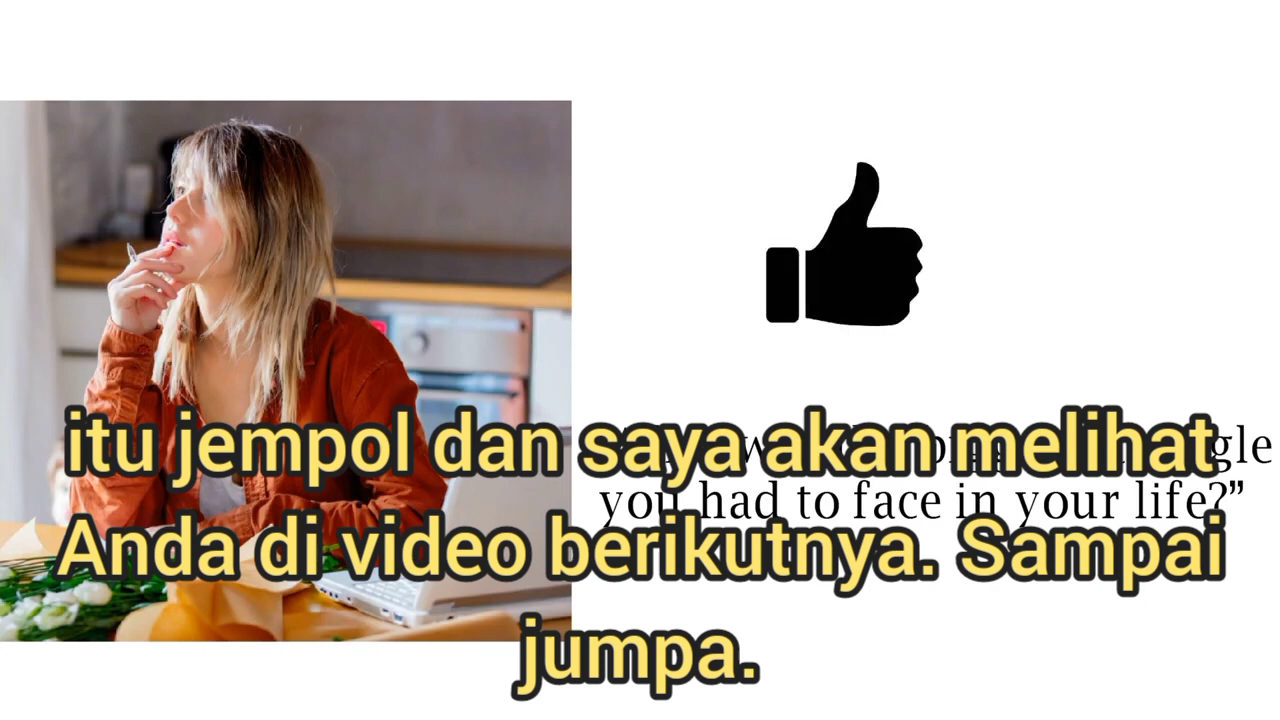 itu jempol dan saya akan melihat
Anda di video berikutnya. Sampai
jumpa.
you had to face in your life?”